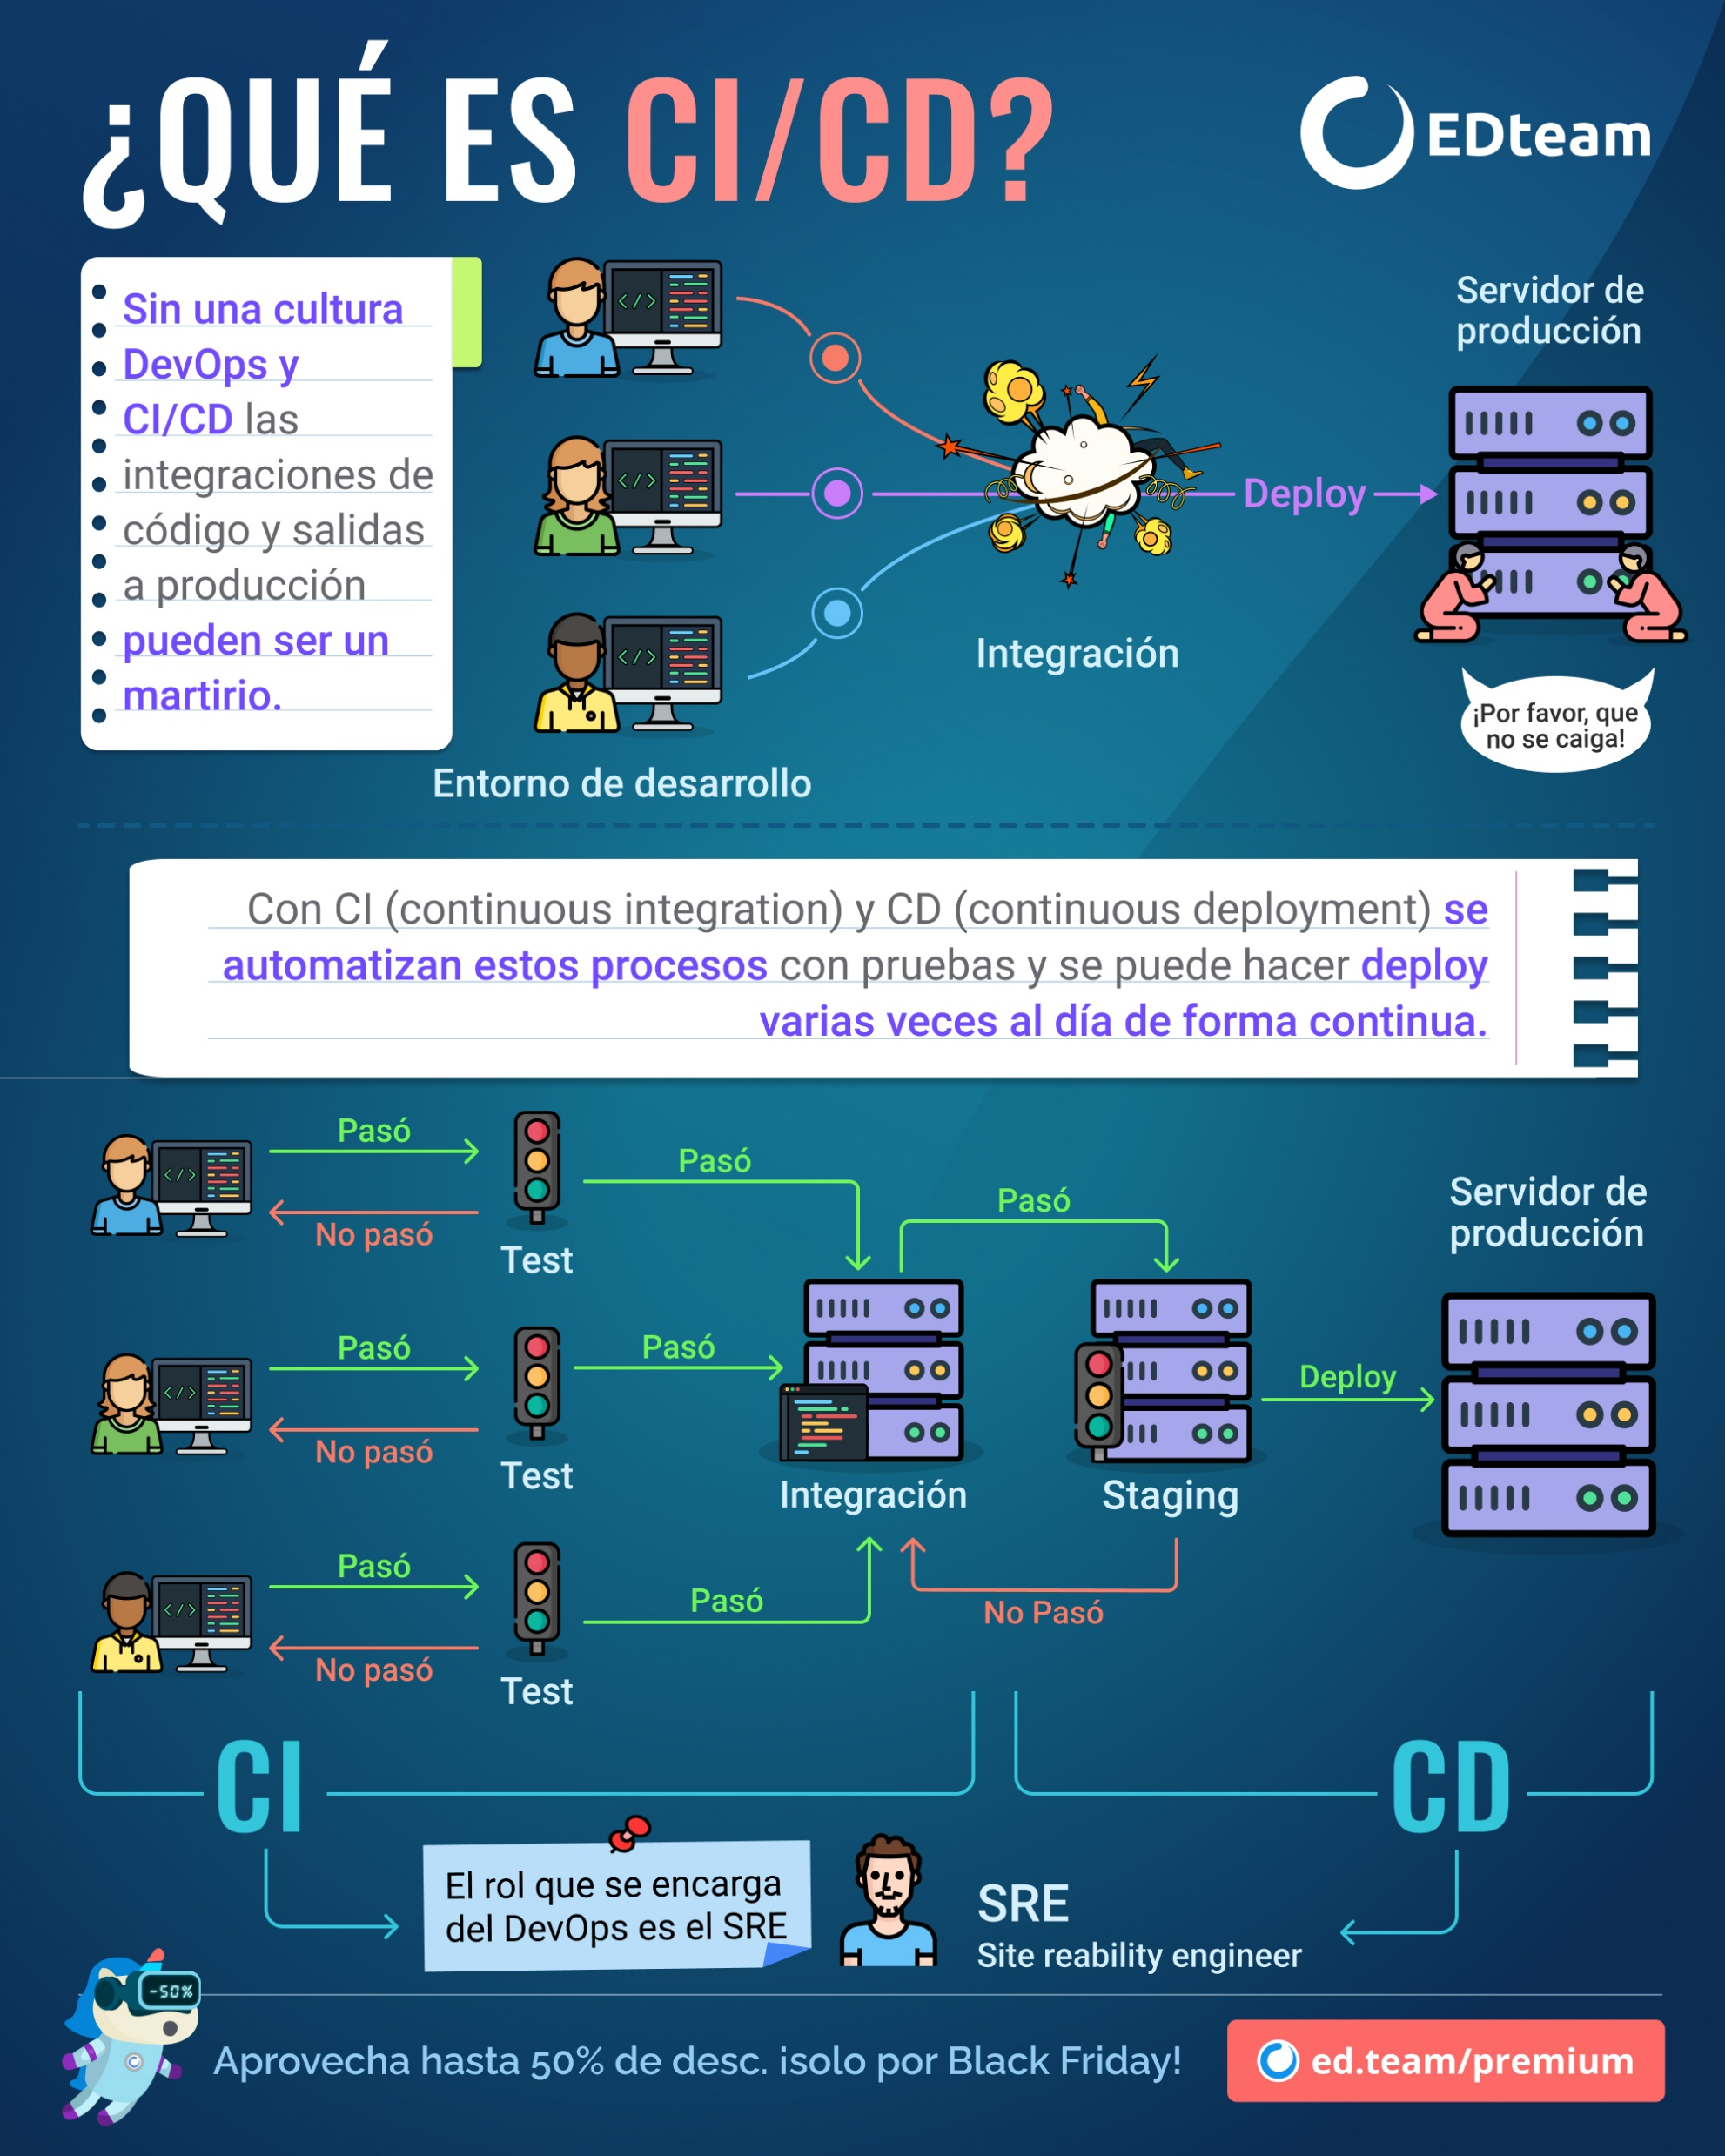 ¿QUÉ ES CI/CD?
EDteam
Sin una cultura
DevOps y
CI/CD las
integraciones de
código y salidas
a producción
pueden ser un
martirio.
Entorno de desarrollo
Integración
Deploy
Servidor de
producción
¡Por favor, que
no se caiga!
Con CI (continuous integration) y CD (continuous deployment) se
automatizan estos procesos con pruebas y se puede hacer deploy
varias veces al día de forma continua.
Pasó
No pasó
Test
Pasó
Pasó
No pasó
Test
Pasó
Pasó
No pasó
Test
Pasó
Integración
Pasó
Staging
No Pasó
Deploy
Servidor de
producción
CI
CD
El rol que se encarga
del DevOps es el SRE
SRE
Site reability engineer
-50%
Aprovecha hasta 50% de desc. ¡solo por Black Friday!
ed.team/premium